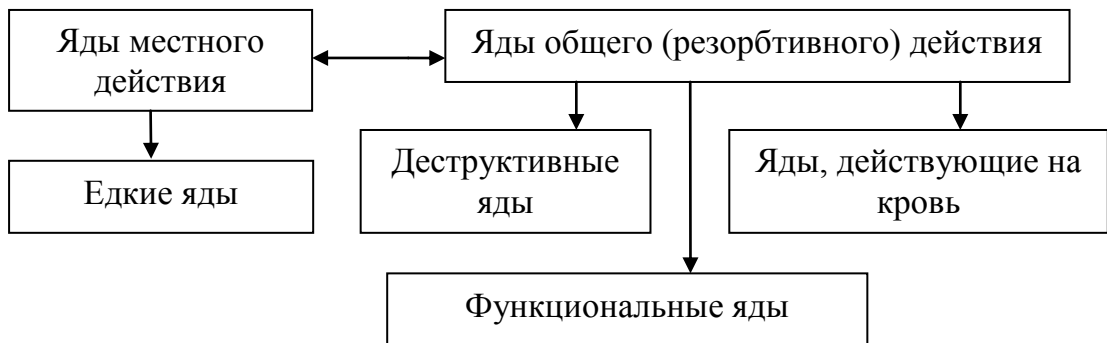 Яды местного
действия
Яды общего (резорбтивного) действия
Едкие яды
Деструктивные
яды
Яды, действующие на
кровь
Функциональные яды